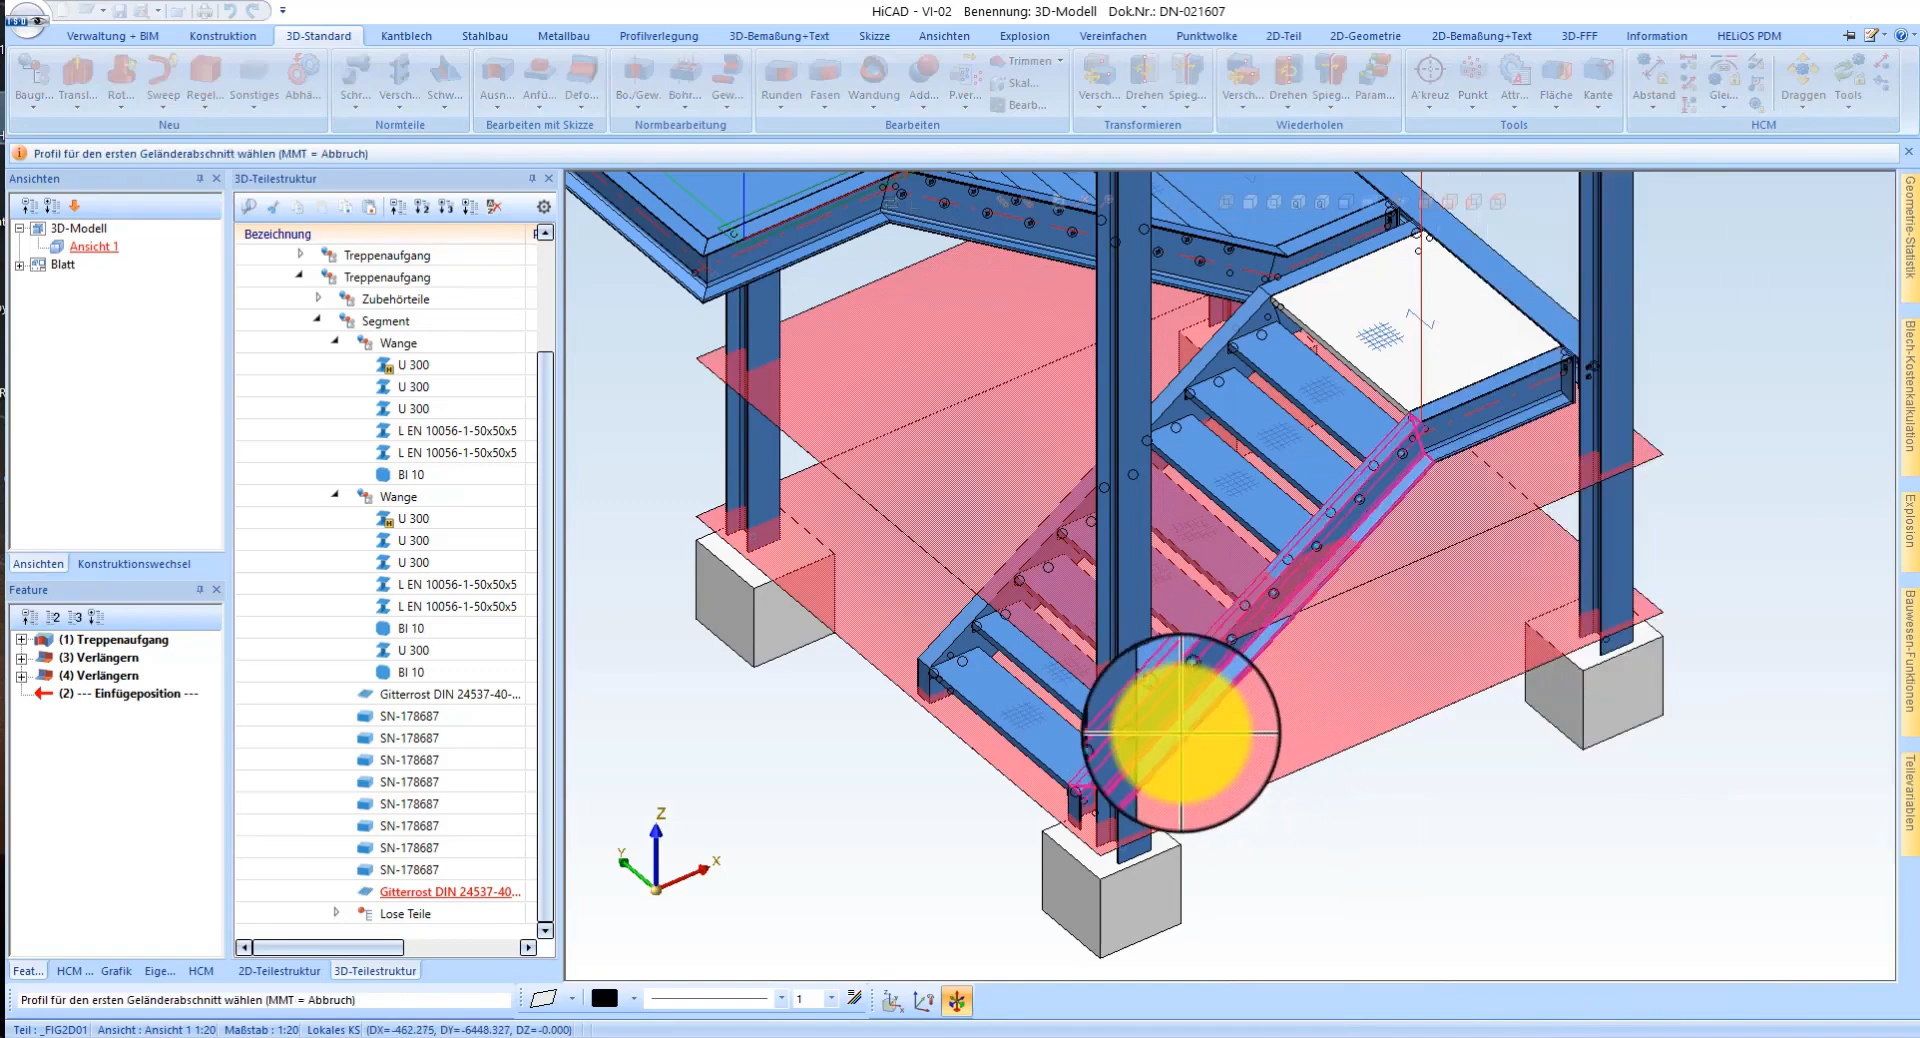 HiCAD - VI-02 Benennung: 3D-Modell Dok.Nr.: DN-021607
ISD
Verwaltung + BIM Konstruktion 3D-Standard Kantblech Stahlbau Metallbau Profilverlegung 3D-Bemaßung+Text Skizze Ansichten Explosion Vereinfachen Punktwolke 2D-Teil 2D-Geometrie 2D-Bemaßung+Text 3D-FFF Information HELiOS PDM
Trimmen
Skal...
Bearb...
Baugr... Transl... Rot... Sweep Regel... Sonstiges Abhä... Schr... Versch... Schw... Ausn... Anfü... Defo... Bo./Gew. Bohr... Gew... Runden Fasen Wandung Add... P.ver... Versch... Drehen Spieg... Versch... Drehen Spieg... Param... A'kreuz Punkt Attr... Fläche Kante Abstand Glei... Draggen Tools
Neu Normteile Bearbeiten mit Skizze Normbearbeitung Bearbeiten Transformieren Wiederholen Tools HCM
Profil für den ersten Geländerabschnitt wählen (MMT = Abbruch)
Ansichten
3D-Modell
Ansicht 1
Blatt
Ansichten Konstruktionswechsel
Feature
(1) Treppenaufgang
(3) Verlängern
(4) Verlängern
(2) --- Einfügeposition ---
Feat... HCM ... Grafik Eige... HCM
3D-Teilestruktur
Bezeichnung
Treppenaufgang
Treppenaufgang
Zubehörteile
Segment
Wange
U 300
U 300
U 300
L EN 10056-1-50x50x5
L EN 10056-1-50x50x5
Bl 10
Wange
U 300
U 300
U 300
L EN 10056-1-50x50x5
L EN 10056-1-50x50x5
Bl 10
U 300
Bl 10
Gitterrost DIN 24537-40-...
SN-178687
SN-178687
SN-178687
SN-178687
SN-178687
SN-178687
SN-178687
SN-178687
Gitterrost DIN 24537-40...
Lose Teile
2D-Teilestruktur 3D-Teilestruktur
Z
Y
X
Geometrie-Statistik
Blech-Kostenkalkulation
Explosion
Bauwesen-Funktionen
Teilevariablen
Profil für den ersten Geländerabschnitt wählen (MMT = Abbruch)
1
Teil : _FIG2D01 Ansicht : Ansicht 1 1:20 Maßstab : 1:20 Lokales KS (DX=-462.275, DY=-6448.327, DZ=-0.000)